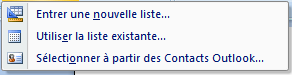 Entrer une nouvelle liste...
Utiliser la liste existante...
Sélectionner à partir des Contacts Outlook...